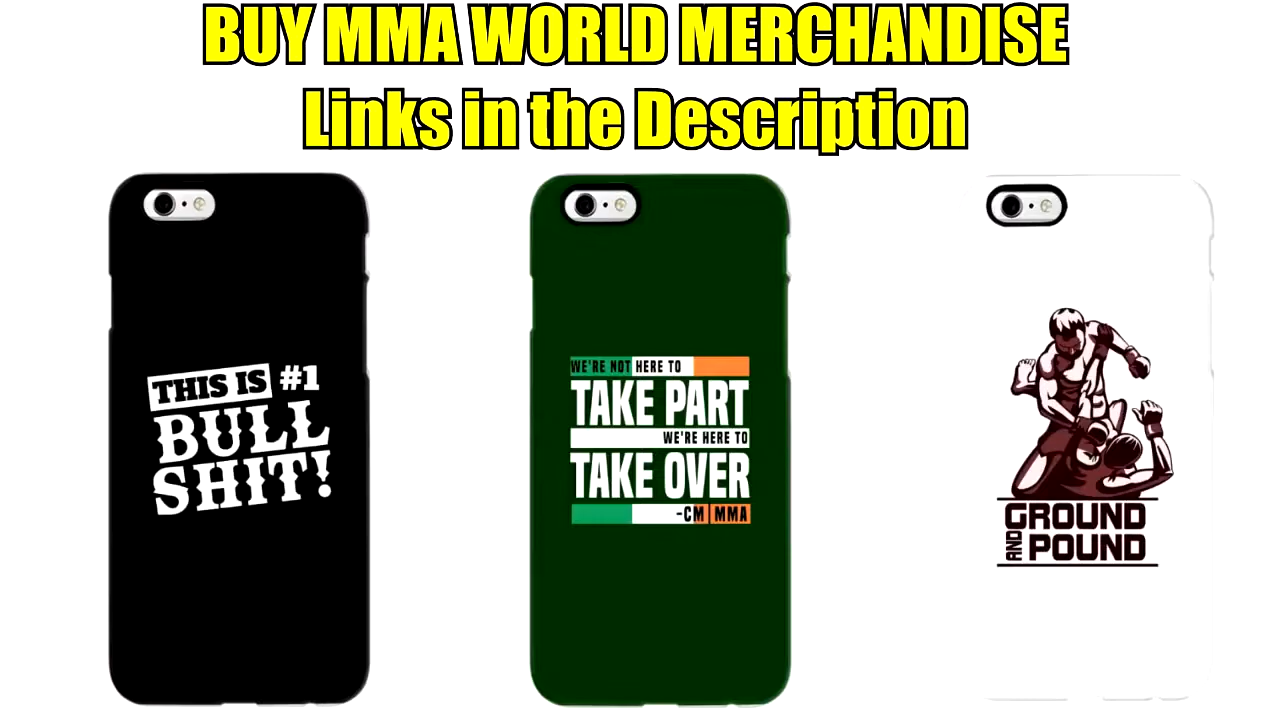 BUY MMA WORLD MERCHANDISE
Links in the Description
THIS IS #1
BULL
SHIT!
WE'RE NOT HERE TO
TAKE PART
WE'RE HERE TO
TAKE OVER
-CM MMA
GROUND
AND POUND